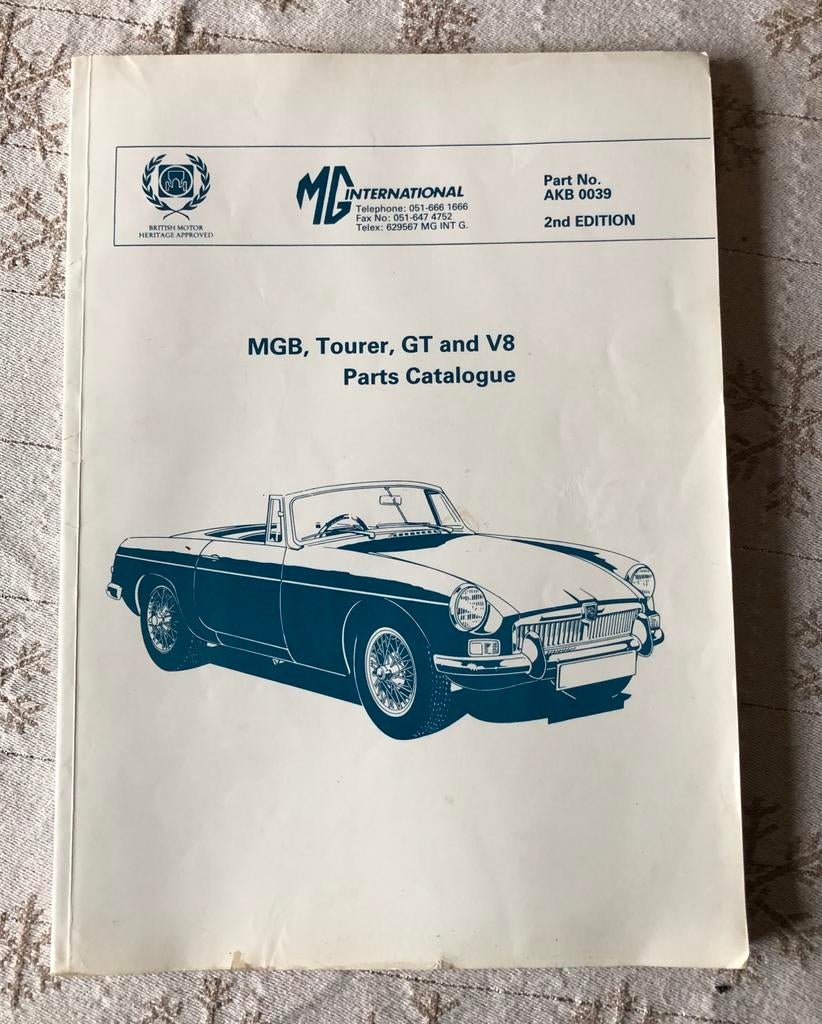 BRITISH MOTOR
HERITAGE APPROVED
MG INTERNATIONAL
Telephone: 051-666 1666
Fax No: 051-647 4752
Telex: 629567 MG INT G.
Part No.
AKB 0039
2nd EDITION
MGB, Tourer, GT and V8
Parts Catalogue